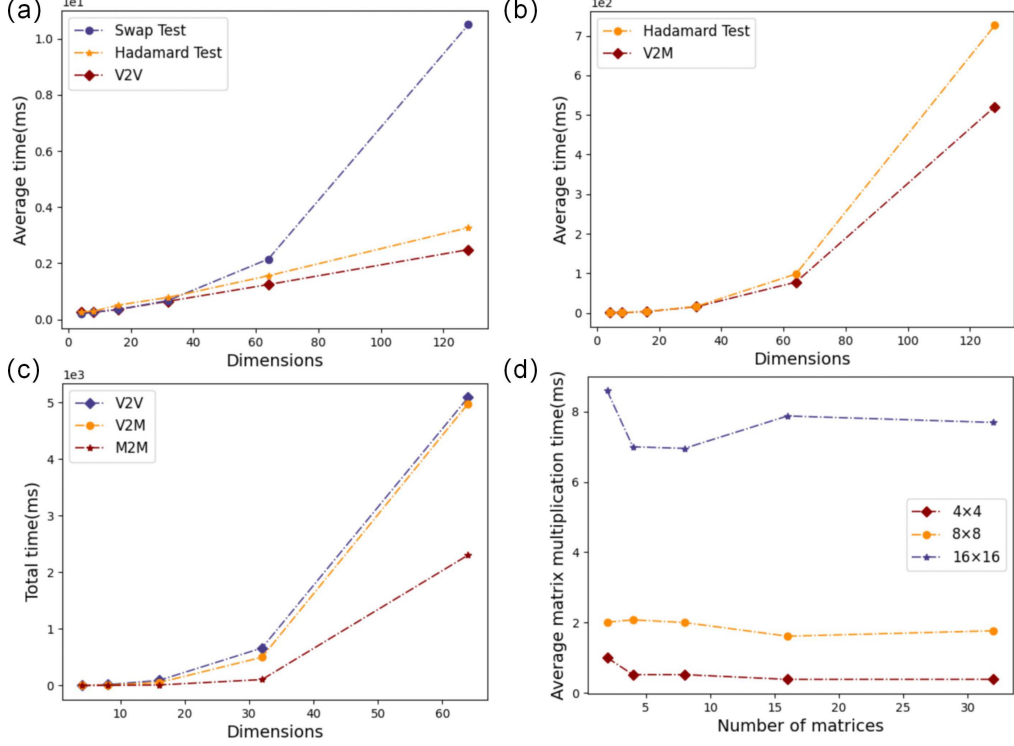 (a)
1e1
1.0
0.8
0.6
0.4
0.2
0.0
Average time(ms)
Swap Test
Hadamard Test
V2V
0 20 40 60 80 100 120
Dimensions
(b)
1e2
7
6
5
4
3
2
1
0
Average time(ms)
Hadamard Test
V2M
0 20 40 60 80 100 120
Dimensions
(c)
1e3
5
4
3
2
1
0
Total time(ms)
V2V
V2M
M2M
10 20 30 40 50 60
Dimensions
(d)
8
6
4
2
0
Average matrix multiplication time(ms)
4×4
8×8
16×16
5 10 15 20 25 30
Number of matrices